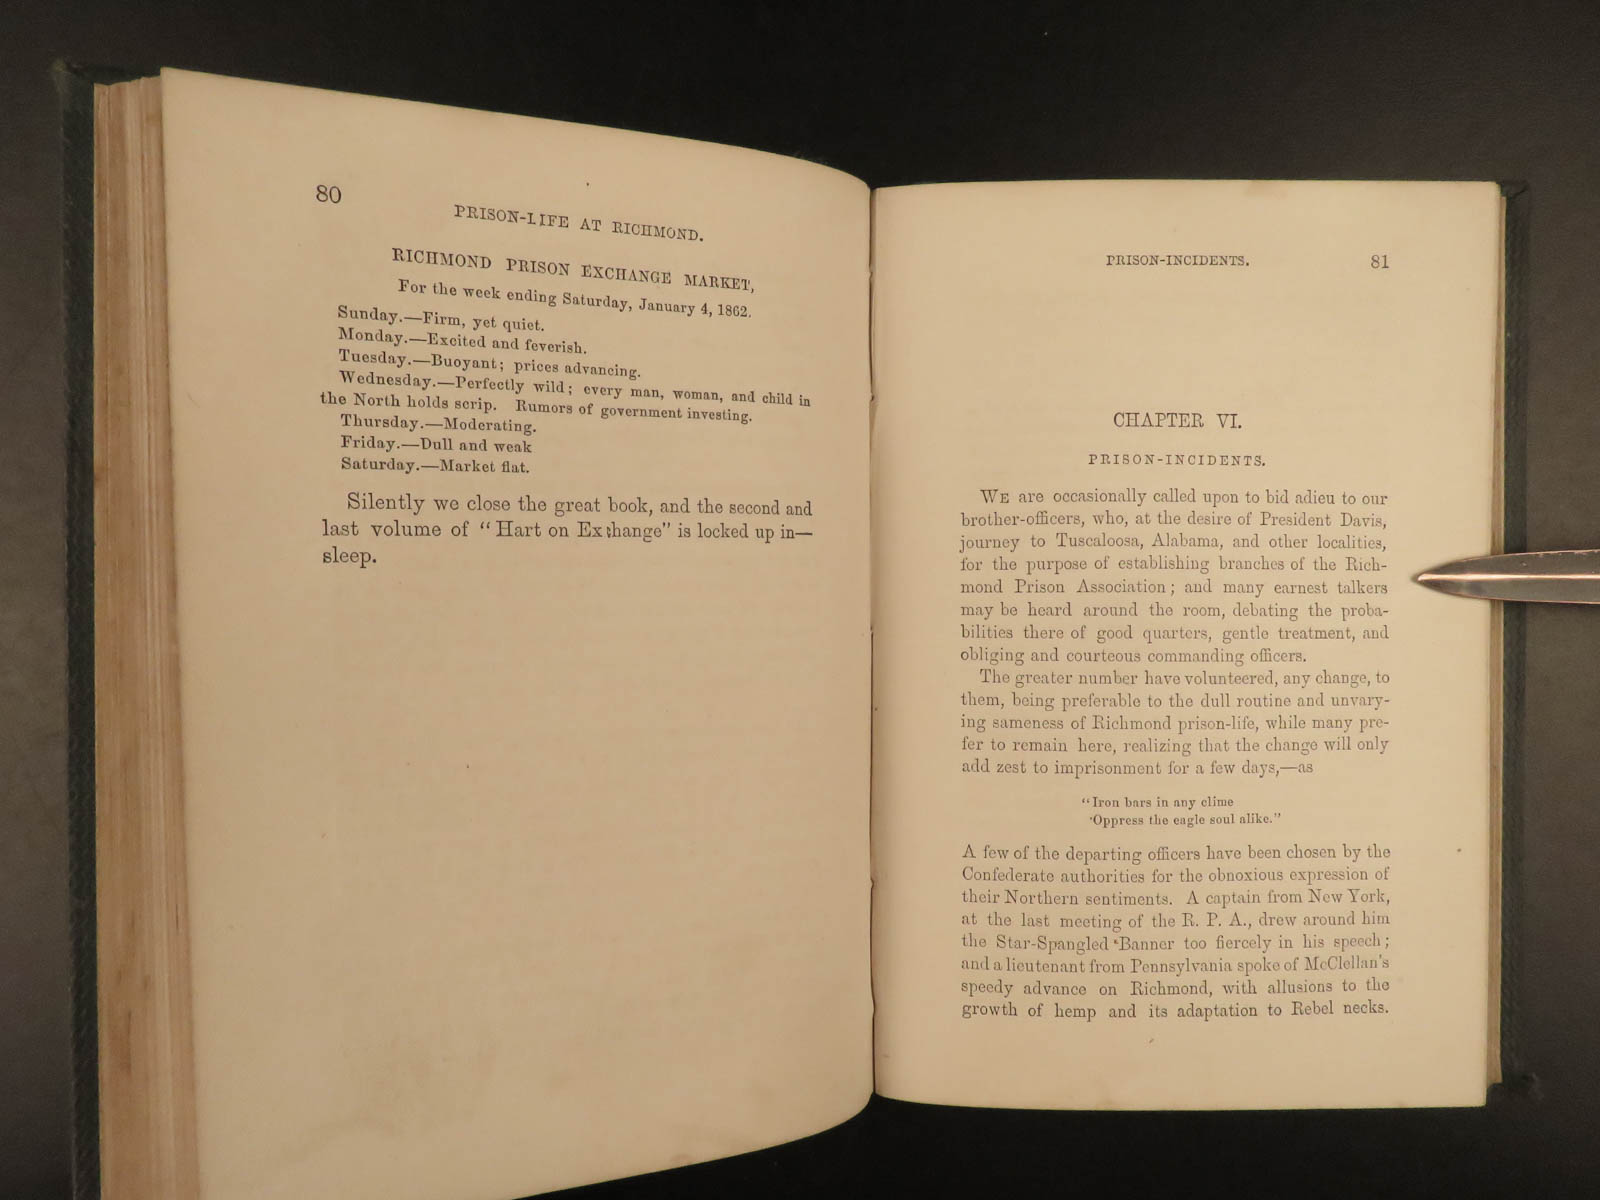 80
PRISON-LIFE AT RICHMOND.
RICHMOND PRISON EXCHANGE MARKET,
For the week ending Saturday, January 4, 1862.
Sunday.—Firm, yet quiet.
Monday.—Excited and feverish.
Tuesday.—Buoyant; prices advancing.
Wednesday.—Perfectly wild; every man, woman, and child in
the North holds scrip. Rumors of government investing.
Thursday.—Moderating.
Friday.—Dull and weak
Saturday.—Market flat.
Silently we close the great book, and the second and
last volume of "Hart on Exchange" is locked up in—
sleep.
PRISON-INCIDENTS. 81
CHAPTER VI.
PRISON-INCIDENTS.
WE are occasionally called upon to bid adieu to our
brother-officers, who, at the desire of President Davis,
journey to Tuscaloosa, Alabama, and other localities,
for the purpose of establishing branches of the Rich-
mond Prison Association; and many earnest talkers
may be heard around the room, debating the proba-
bilities there of good quarters, gentle treatment, and
obliging and courteous commanding officers.
The greater number have volunteered, any change, to
them, being preferable to the dull routine and unvary-
ing sameness of Richmond prison-life, while many pre-
fer to remain here, realizing that the change will only
add zest to imprisonment for a few days,—as
"Iron bars in any clime
'Oppress the eagle soul alike."
A few of the departing officers have been chosen by the
Confederate authorities for the obnoxious expression of
their Northern sentiments. A captain from New York,
at the last meeting of the R. P. A., drew around him
the Star-Spangled Banner too fiercely in his speech;
and a lieutenant from Pennsylvania spoke of McClellan's
speedy advance on Richmond, with allusions to the
growth of hemp and its adaptation to Rebel necks.